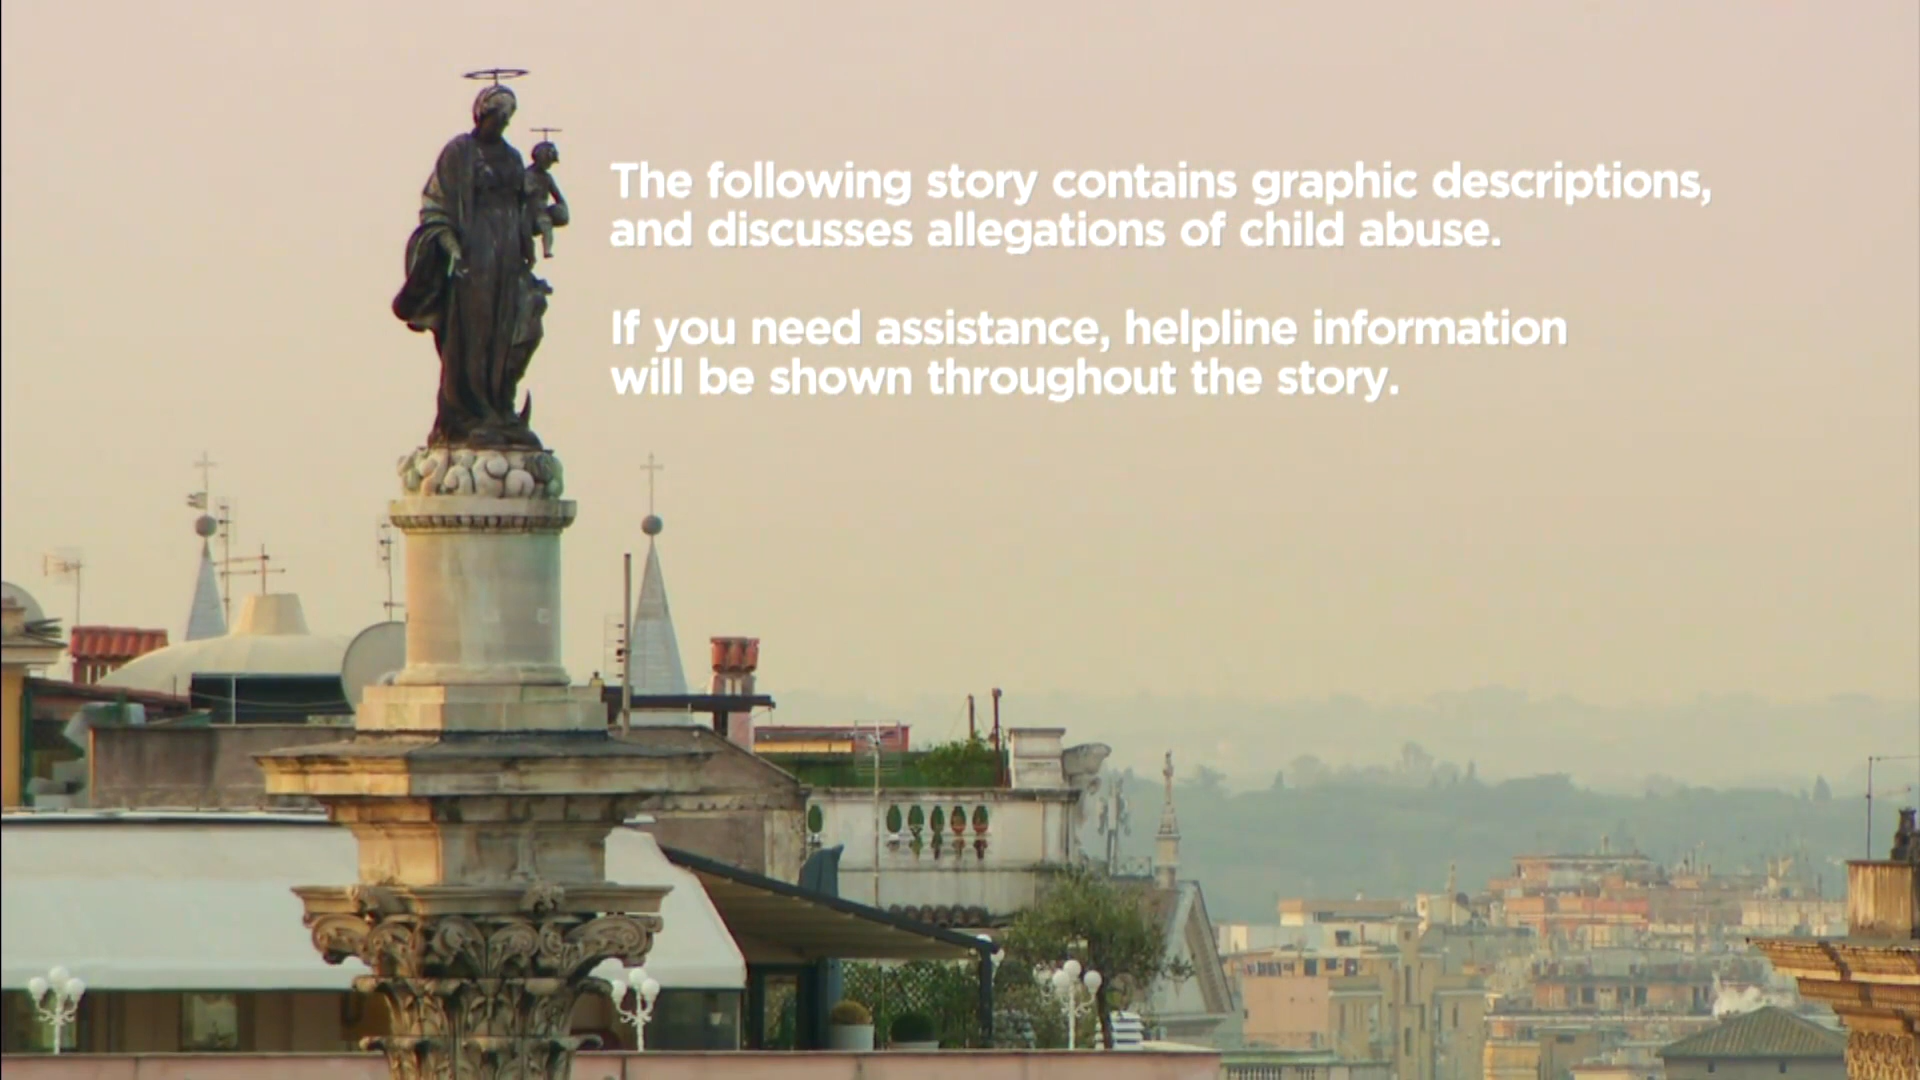 The following story contains graphic descriptions,
and discusses allegations of child abuse.
If you need assistance, helpline information
will be shown throughout the story.